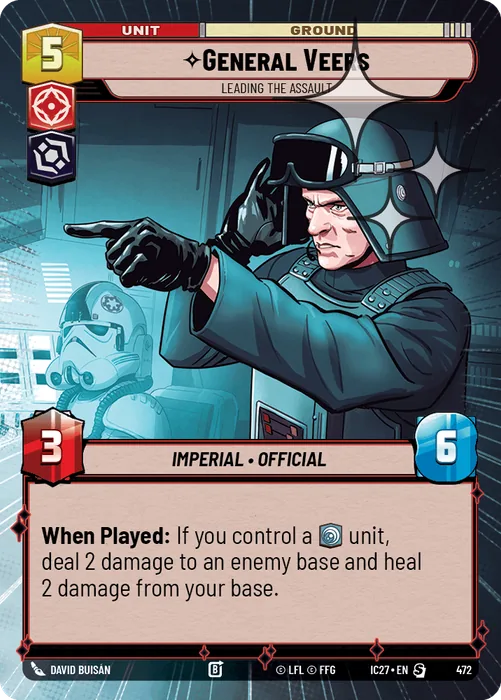 UNIT
GROUND
5
✧GENERAL VEERS
LEADING THE ASSAULT
3
6
IMPERIAL • OFFICIAL
When Played: If you control a unit,
deal 2 damage to an enemy base and heal
2 damage from your base.
DAVID BUISÁN
B
© LFL © FFG
IC27 • EN
S
472